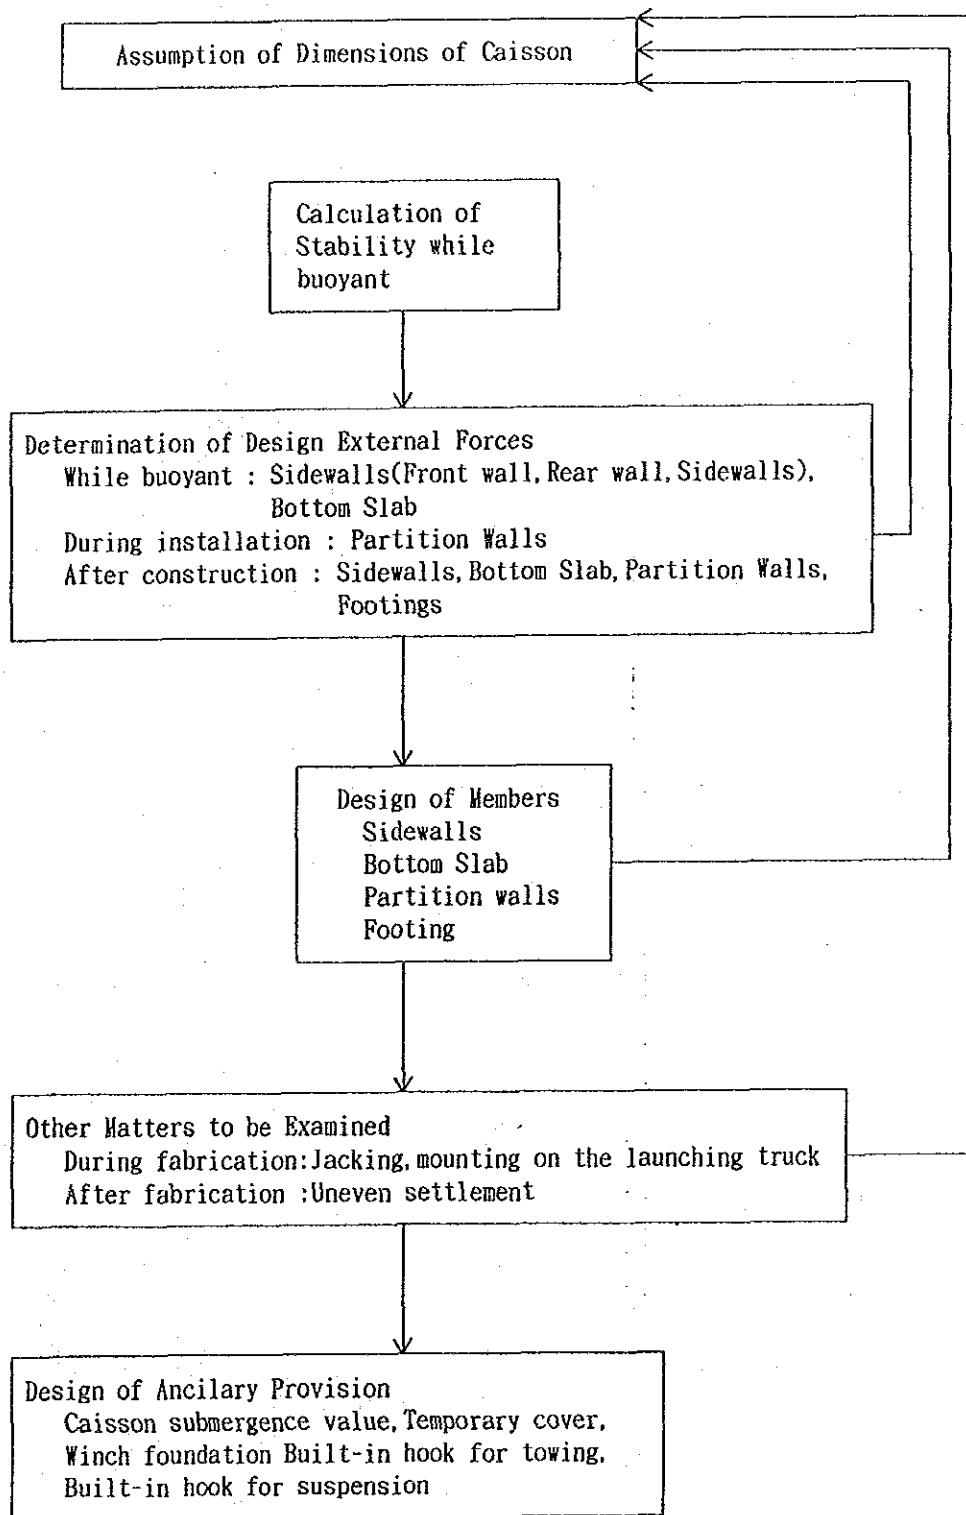 Assumption of Dimensions of Caisson
Calculation of
Stability while
buoyant
Determination of Design External Forces
While buoyant : Sidewalls(Front wall, Rear wall, Sidewalls),
Bottom Slab
During installation : Partition Walls
After construction : Sidewalls, Bottom Slab, Partition Walls,
Footings
Design of Members
Sidewalls
Bottom Slab
Partition walls
Footing
Other Matters to be Examined
During fabrication:Jacking, mounting on the launching truck
After fabrication :Uneven settlement
Design of Ancilary Provision
Caisson submergence value, Temporary cover,
Winch foundation Built-in hook for towing,
Built-in hook for suspension